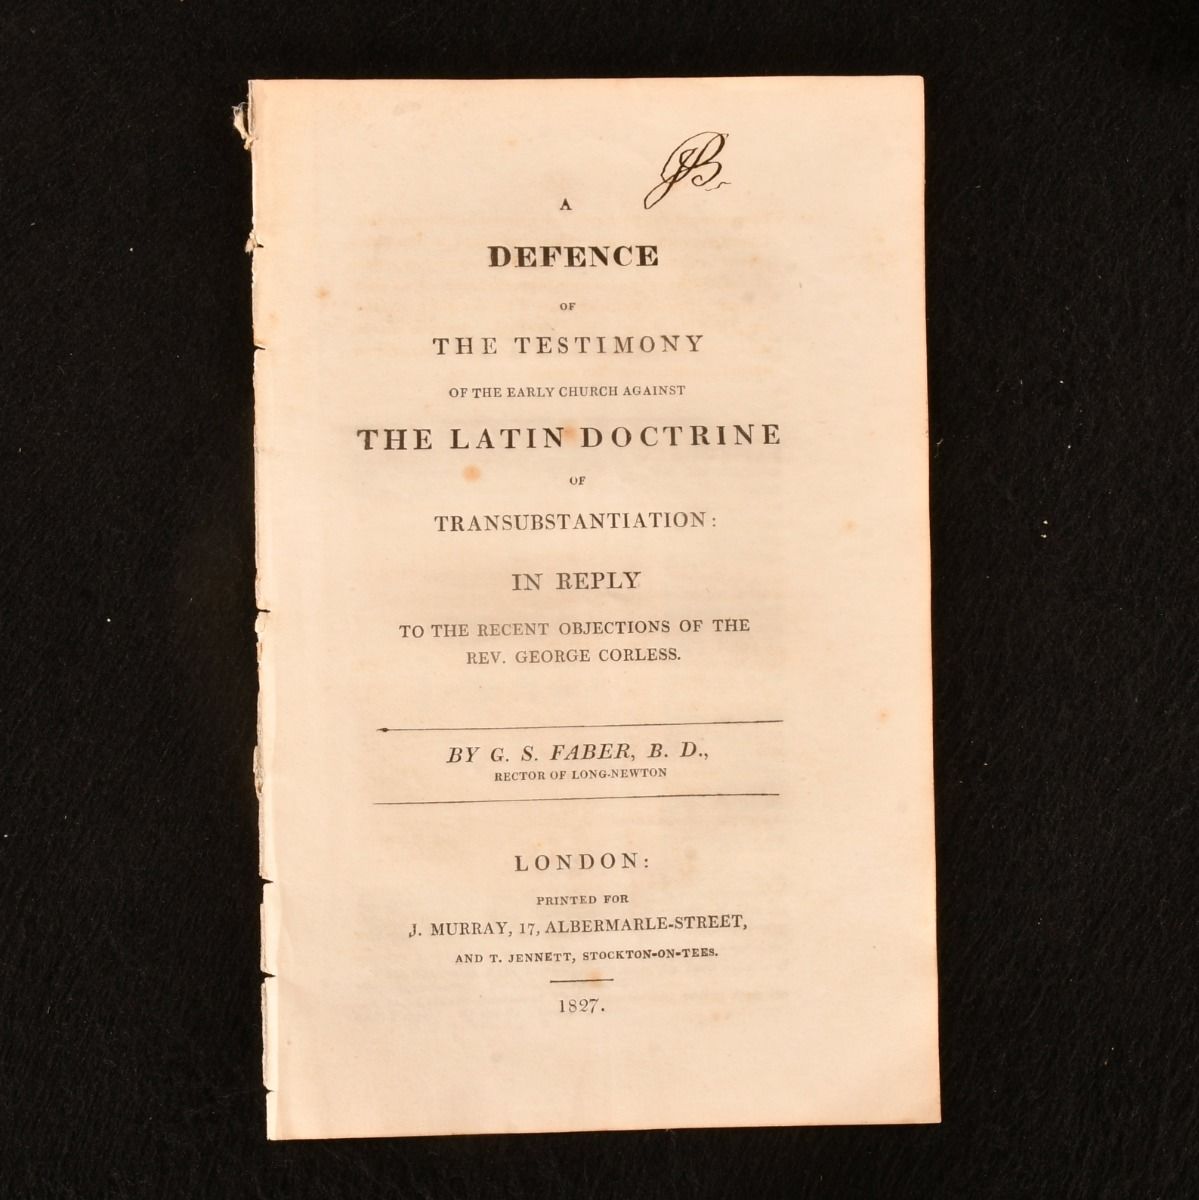 JB
A
DEFENCE
OF
THE TESTIMONY
OF THE EARLY CHURCH AGAINST
THE LATIN DOCTRINE
OF
TRANSUBSTANTIATION:
IN REPLY
TO THE RECENT OBJECTIONS OF THE
REV. GEORGE CORLESS.
BY G. S. FABER, B. D.,
RECTOR OF LONG-NEWTON
LONDON:
PRINTED FOR
J. MURRAY, 17, ALBERMARLE-STREET,
AND T. JENNETT, STOCKTON-ON-TEES.
1827.